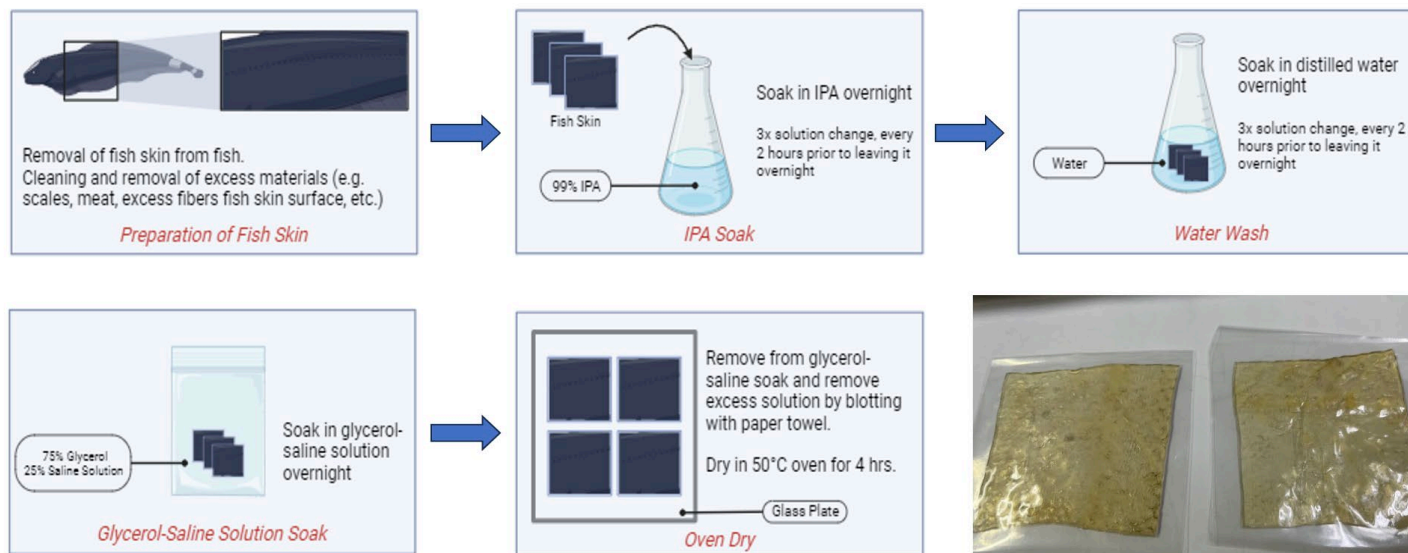 Removal of fish skin from fish.
Cleaning and removal of excess materials (e.g.
scales, meat, excess fibers fish skin surface, etc.)
Preparation of Fish Skin
Fish Skin
99% IPA
Soak in IPA overnight
3x solution change, every
2 hours prior to leaving it
overnight
IPA Soak
Water
Soak in distilled water
overnight
3x solution change, every 2
hours prior to leaving it
overnight
Water Wash
75% Glycerol
25% Saline Solution
Soak in glycerol-
saline solution
overnight
Glycerol-Saline Solution Soak
Remove from glycerol-
saline soak and remove
excess solution by blotting
with paper towel.
Dry in 50°C oven for 4 hrs.
Glass Plate
Oven Dry